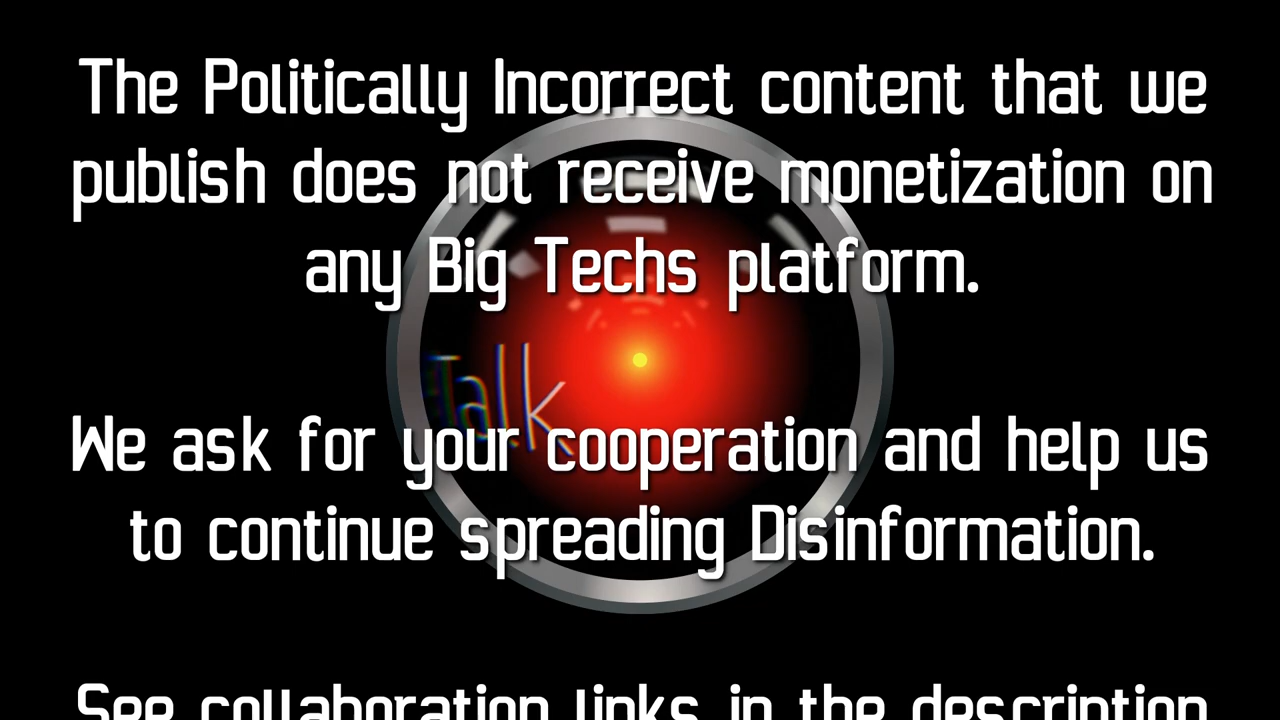 The Politically Incorrect content that we
publish does not receive monetization on
any Big Techs platform.
Talk
We ask for your cooperation and help us
to continue spreading Disinformation.
See collaboration links in the description